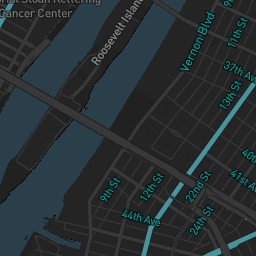 Sloan Kettering
Cancer Center
Roosevelt Island
Vernon Blvd
9th
11th St
37th Ave
13th St
40th
41st Av
22nd St
24th St
12th St
9th St
44th Ave